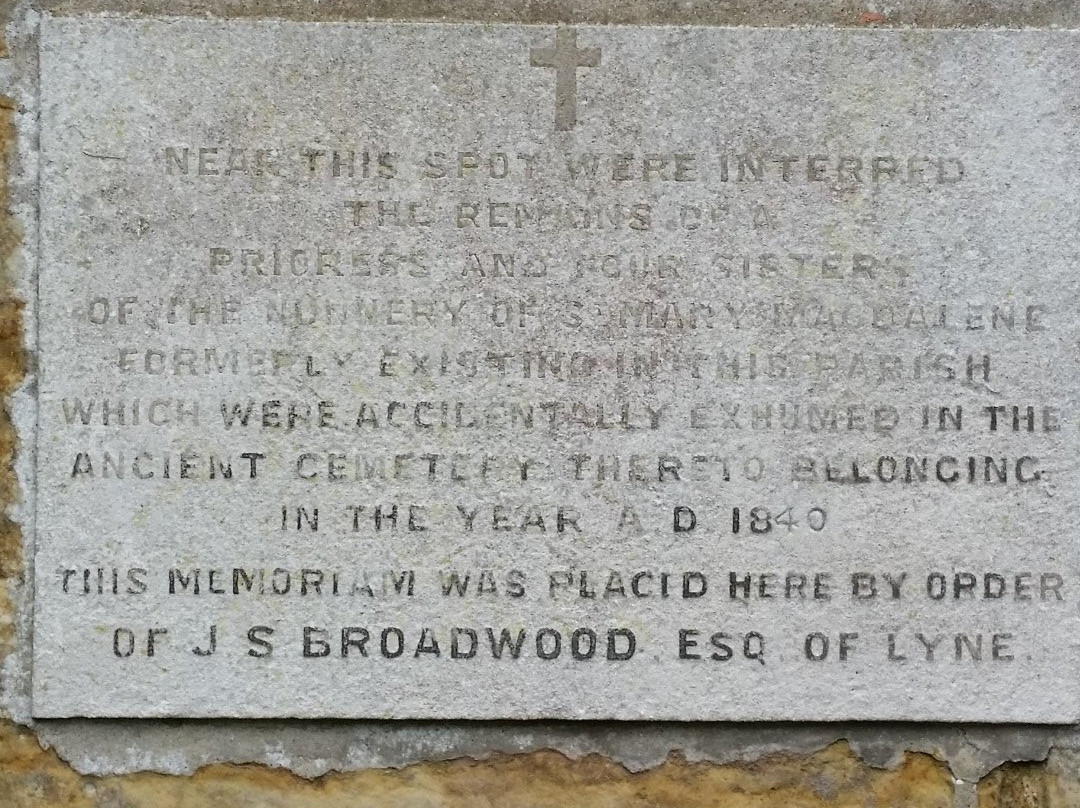 NEAR THIS SPOT WERE INTERRED
THE REMAINS OF A
PRIORESS AND FOUR SISTERS
OF THE NUNNERY OF S. MARY MAGDALENE
FORMERLY EXISTING IN THIS PARISH
WHICH WERE ACCIDENTALLY EXHUMED IN THE
ANCIENT CEMETERY THERETO BELONGING
IN THE YEAR A D 1840
THIS MEMORIAM WAS PLACED HERE BY ORDER
OF J S BROADWOOD. ESQ. OF LYNE.